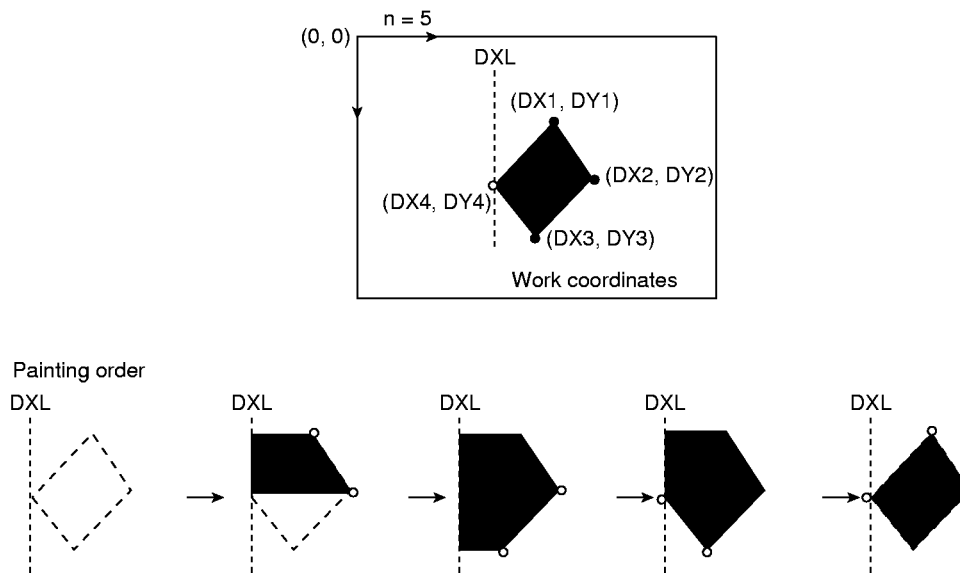 n = 5
(0, 0)
DXL
(DX1, DY1)
(DX2, DY2)
(DX4, DY4)
(DX3, DY3)
Work coordinates
Painting order
DXL DXL DXL DXL DXL